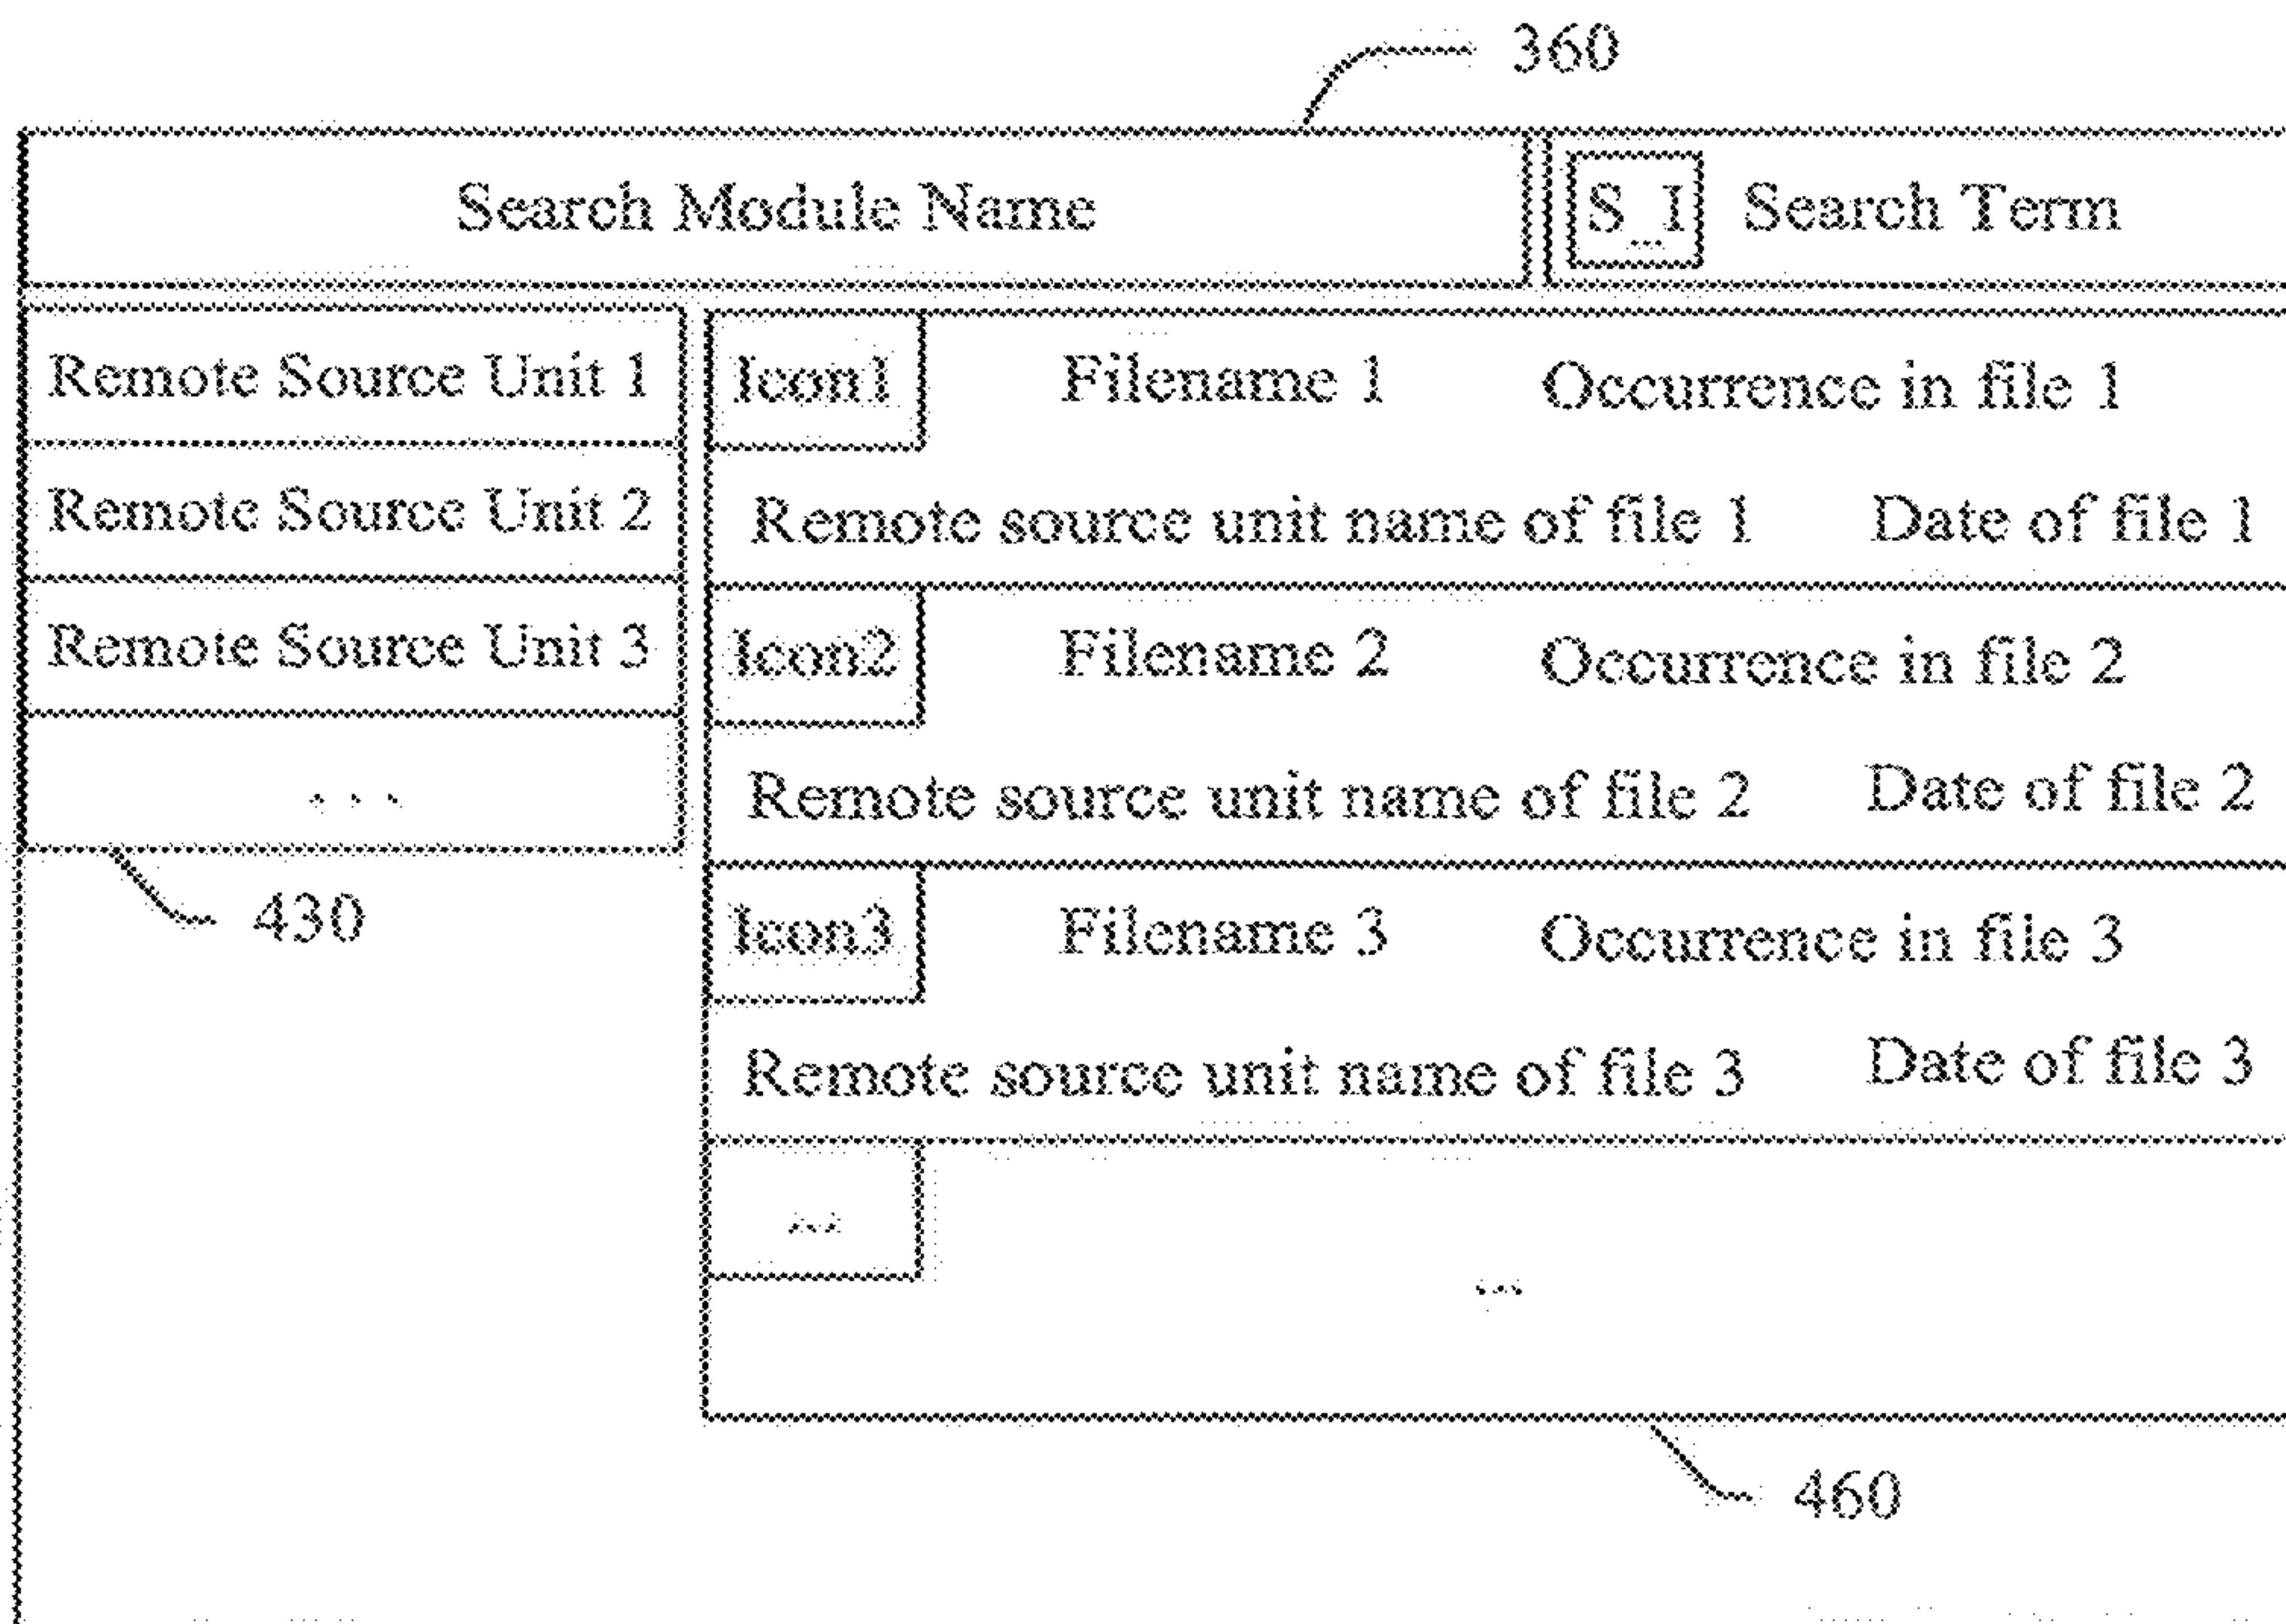 360
Search Module Name
S_I Search Term
Remote Source Unit 1
Remote Source Unit 2
Remote Source Unit 3
. . .
430
Icon1 Filename 1 Occurrence in file 1
Remote source unit name of file 1 Date of file 1
Icon2 Filename 2 Occurrence in file 2
Remote source unit name of file 2 Date of file 2
Icon3 Filename 3 Occurrence in file 3
Remote source unit name of file 3 Date of file 3
...
...
460